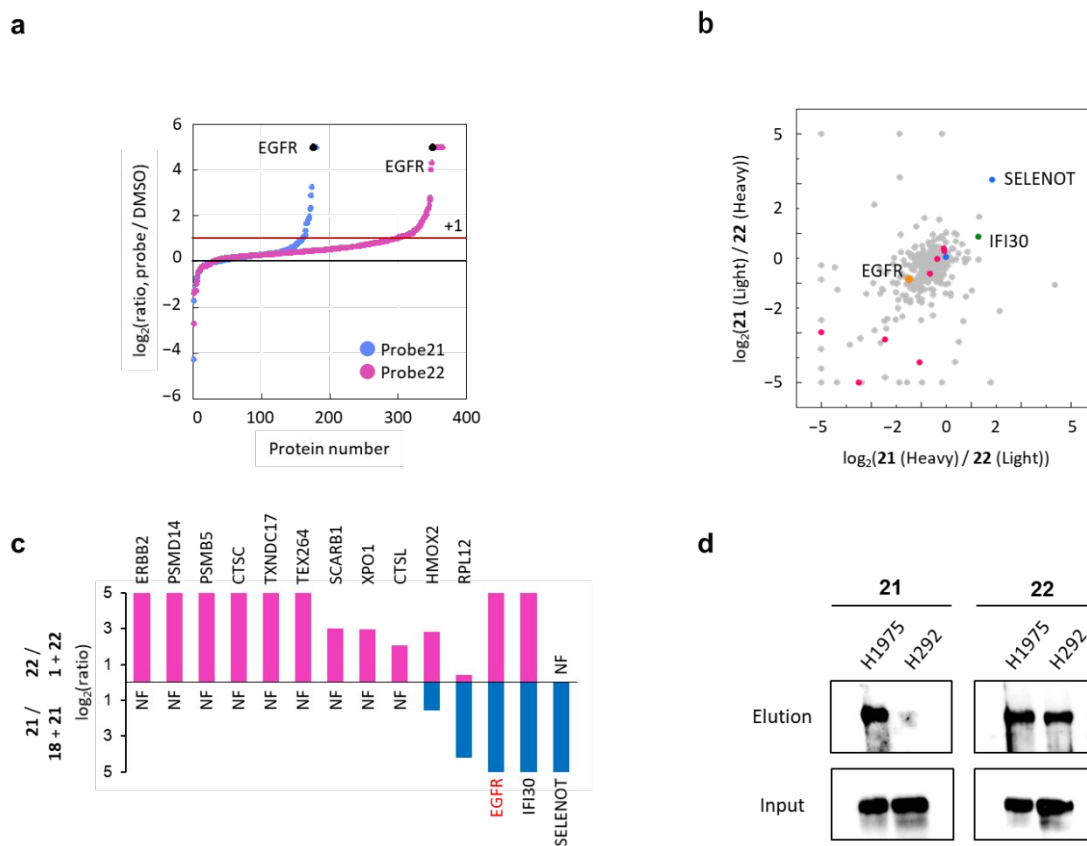 a
log₂(ratio, probe / DMSO)
6
4
2
0
−2
−4
−6
EGFR
EGFR
+1
Probe21
Probe22
0
100
200
300
400
Protein number
b
log₂(21 (Light) / 22 (Heavy))
5
2
0
−2
−5
SELENOT
IFI30
EGFR
−5
−2
0
2
5
log₂(21 (Heavy) / 22 (Light))
c
ERBB2
PSMD14
PSMB5
CTSC
TXNDC17
TEX264
SCARB1
XPO1
CTSL
HMOX2
RPL12
22 /
1 + 22
21 /
18 + 21
log₂(ratio)
5
3
1
1
3
5
NF
NF
NF
NF
NF
NF
NF
NF
NF
NF
EGFR
IFI30
SELENOT
d
21
22
H1975
H292
H1975
H292
Elution
Input